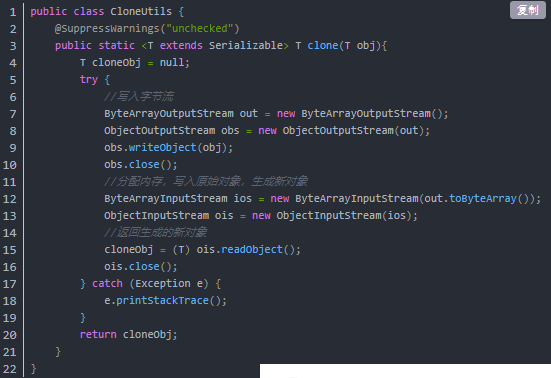 复制
1 public class CloneUtils {
2     @SuppressWarnings("unchecked")
3     public static <T extends Serializable> T clone(T obj){
4         T cloneObj = null;
5         try {
6             //写入字节流
7             ByteArrayOutputStream out = new ByteArrayOutputStream();
8             ObjectOutputStream obs = new ObjectOutputStream(out);
9             obs.writeObject(obj);
10             obs.close();
11             //分配内存，写入原始对象，生成新对象
12             ByteArrayInputStream ios = new ByteArrayInputStream(out.toByteArray());
13             ObjectInputStream ois = new ObjectInputStream(ios);
14             //返回生成的新对象
15             cloneObj = (T) ois.readObject();
16             ois.close();
17         } catch (Exception e) {
18             e.printStackTrace();
19         }
20         return cloneObj;
21     }
22 }